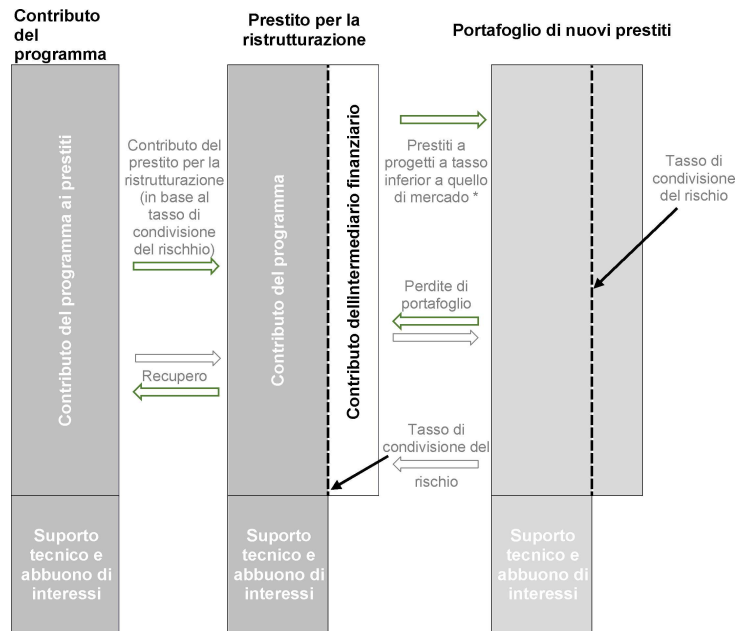 Contributo
del
programma
Prestito per la
ristrutturazione
Portafoglio di nuovi prestiti
Contributo del programma ai prestiti
Contributo del
prestito per la
ristrutturazione
(in base al
tasso di
condivisione
del rischhio)
Recupero
Contributo del programma
Contributo dellintermediario finanziario
Prestiti a
progetti a tasso
inferior a quello
di mercado *
Perdite di
portafoglio
Tasso di
condivisione del
rischio
Tasso di
condivisione
del rischio
Suporto
tecnico e
abbuono di
interessi
Suporto
tecnico e
abbuono di
interessi
Suporto
tecnico e
abbuono di
interessi